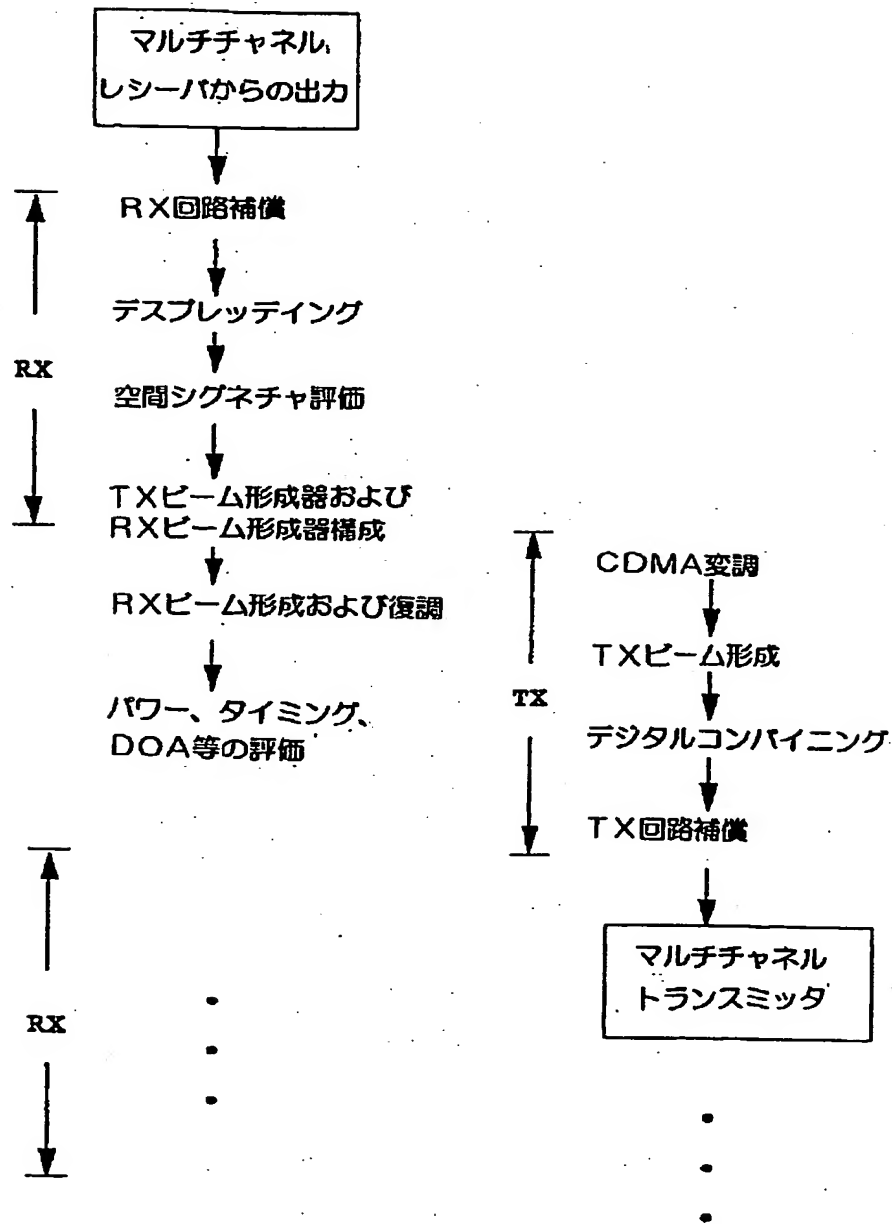 マルチチャネル
レシーバからの出力
RX回路補償
デスプレッデイング
RX
空間シグネチャ評価
TXビーム形成器および
RXビーム形成器構成
RXビーム形成および復調
パワー、タイミング、
DOA等の評価
CDMA変調
TXビーム形成
TX
デジタルコンバイニング
TX回路補償
マルチチャネル
トランスミッタ
RX